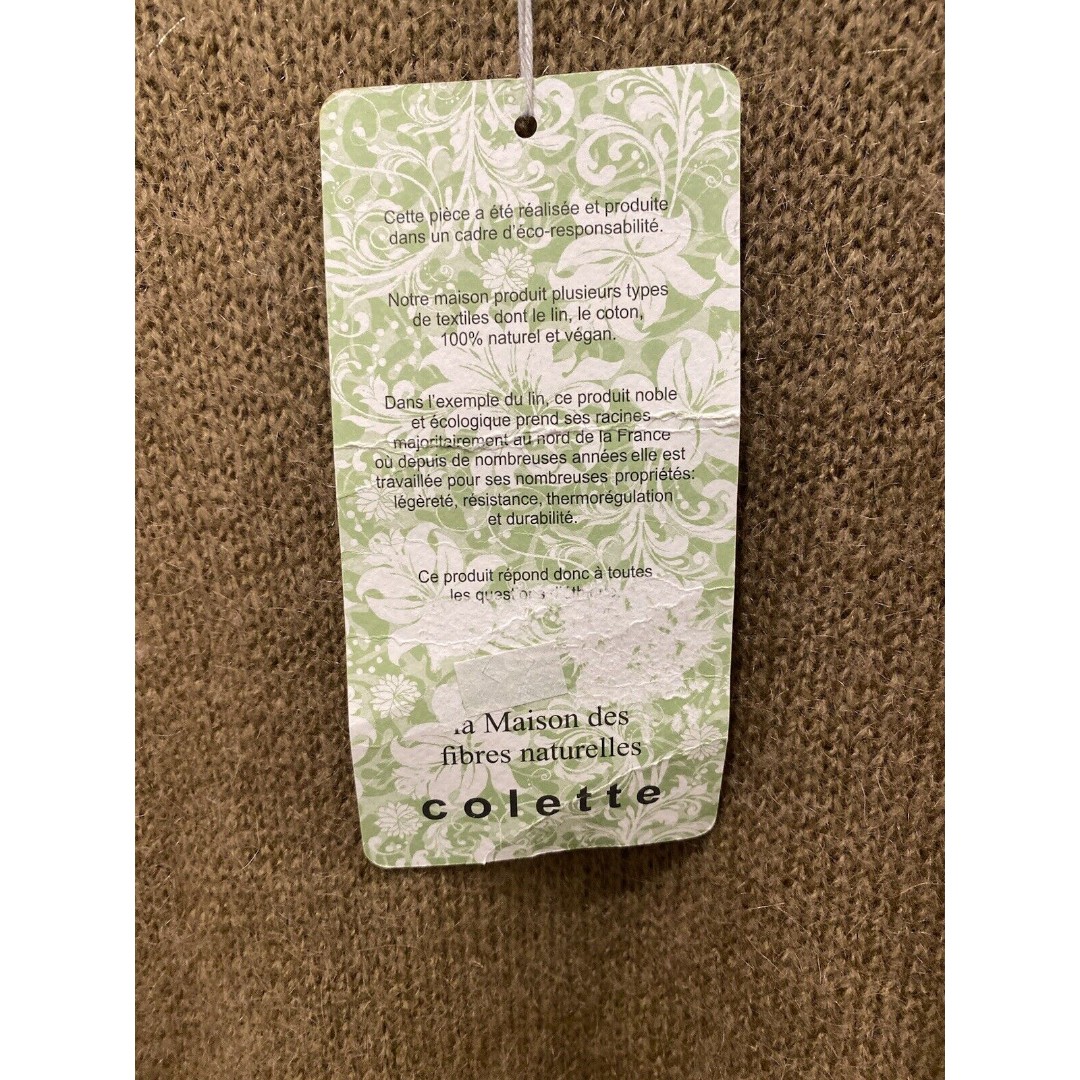 Cette pièce a été réalisée et produite
dans un cadre d'éco-responsabilité.
Notre maison produit plusieurs types
de textiles dont le lin, le coton,
100% naturel et végan.
Dans l'exemple du lin, ce produit noble
et écologique prend ses racines
majoritairement au nord de la France
où depuis de nombreuses années elle est
travaillée pour ses nombreuses propriétés:
légèreté, résistance, thermorégulation
et durabilité.
Ce produit répond donc à toutes
les
la Maison des
fibres naturelles
colette